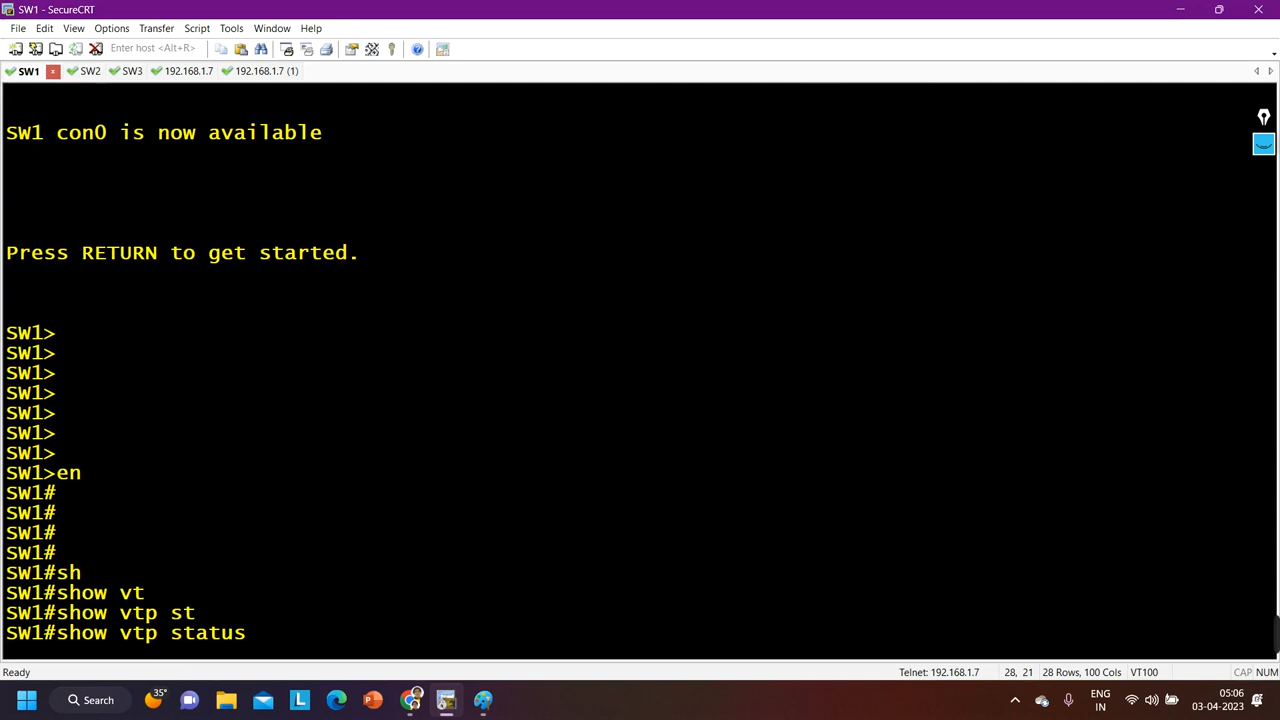 SW1 - SecureCRT
File Edit View Options Transfer Script Tools Window Help
Enter host <Alt+R>
SW1 x SW2 SW3 192.168.1.7 192.168.1.7 (1)
SW1 con0 is now available
Press RETURN to get started.
SW1>
SW1>
SW1>
SW1>
SW1>
SW1>
SW1>
SW1>en
SW1#
SW1#
SW1#
SW1#
SW1#sh
SW1#show vt
SW1#show vtp st
SW1#show vtp status
Ready Telnet: 192.168.1.7 28, 21 28 Rows, 100 Cols VT100 CAP NUM
Search 35° L P ENG 05:06
IN 03-04-2023